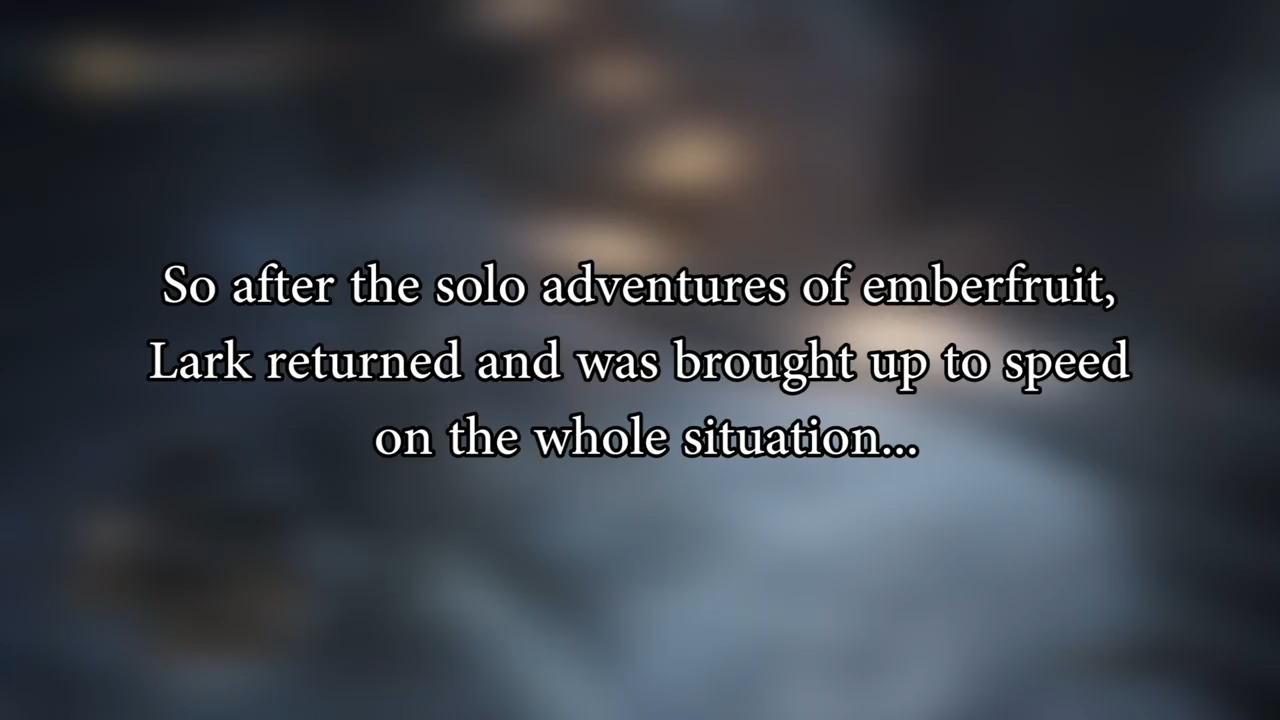 So after the solo adventures of emberfruit,
Lark returned and was brought up to speed
on the whole situation...